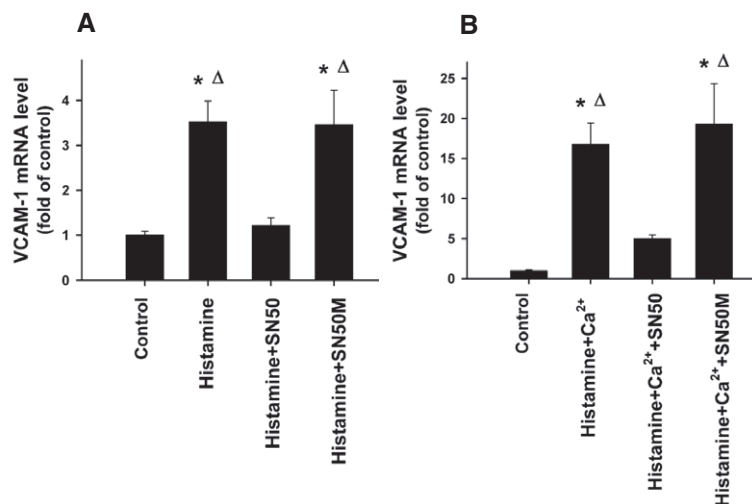 A
VCAM-1 mRNA level
(fold of control)
4
3
2
1
0
* Δ
* Δ
Control
Histamine
Histamine+SN50
Histamine+SN50M
B
VCAM-1 mRNA level
(fold of control)
25
20
15
10
5
0
* Δ
* Δ
Control
Histamine+Ca²⁺
Histamine+Ca²⁺+SN50
Histamine+Ca²⁺+SN50M